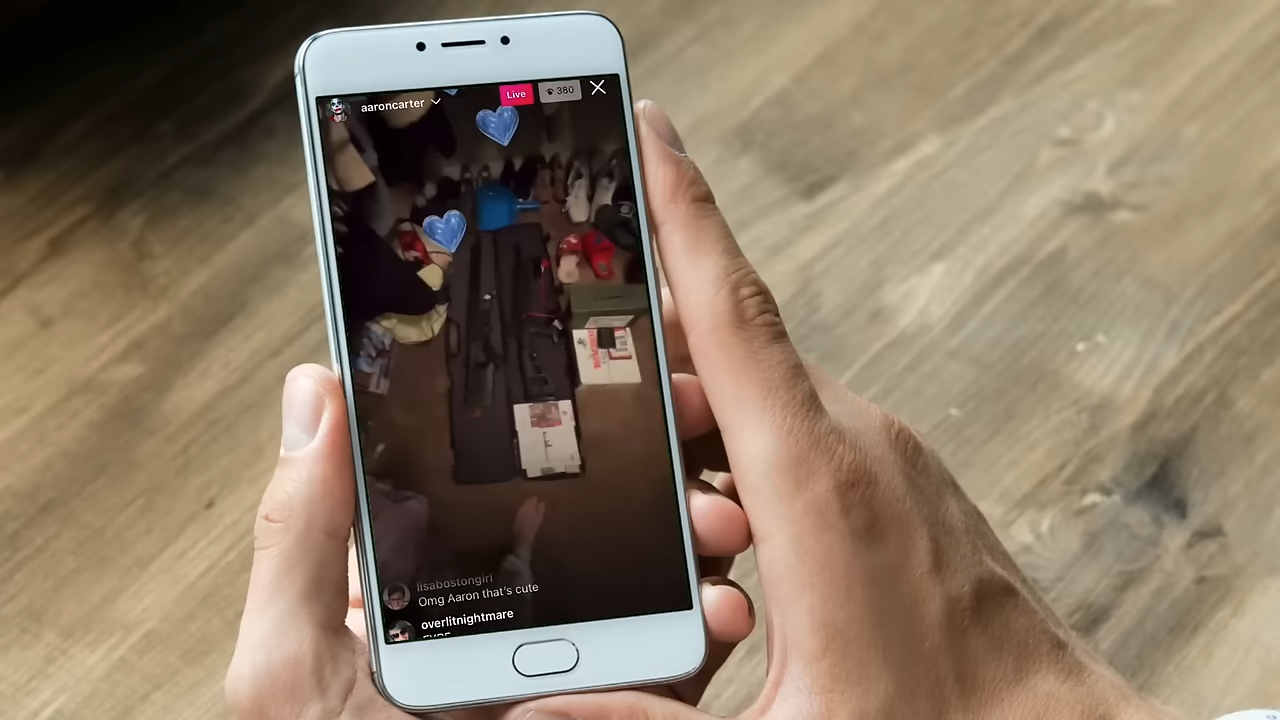 aaroncarter
Live
380
lisabostongirl
Omg Aaron that's cute
overlitnightmare